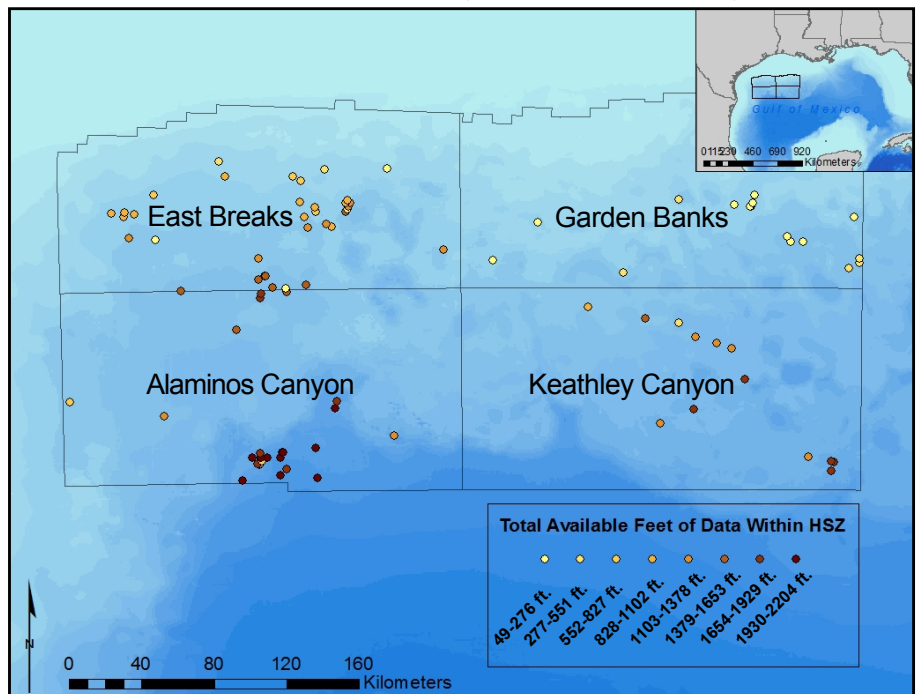 Gulf of Mexico
0 115 230 460 690 920
Kilometers
East Breaks
Garden Banks
Alaminos Canyon
Keathley Canyon
Total Available Feet of Data Within HSZ
49-276 ft.
277-551 ft.
552-827 ft.
828-1102 ft.
1103-1378 ft.
1379-1653 ft.
1654-1929 ft.
1930-2204 ft.
N
0 40 80 120 160
Kilometers